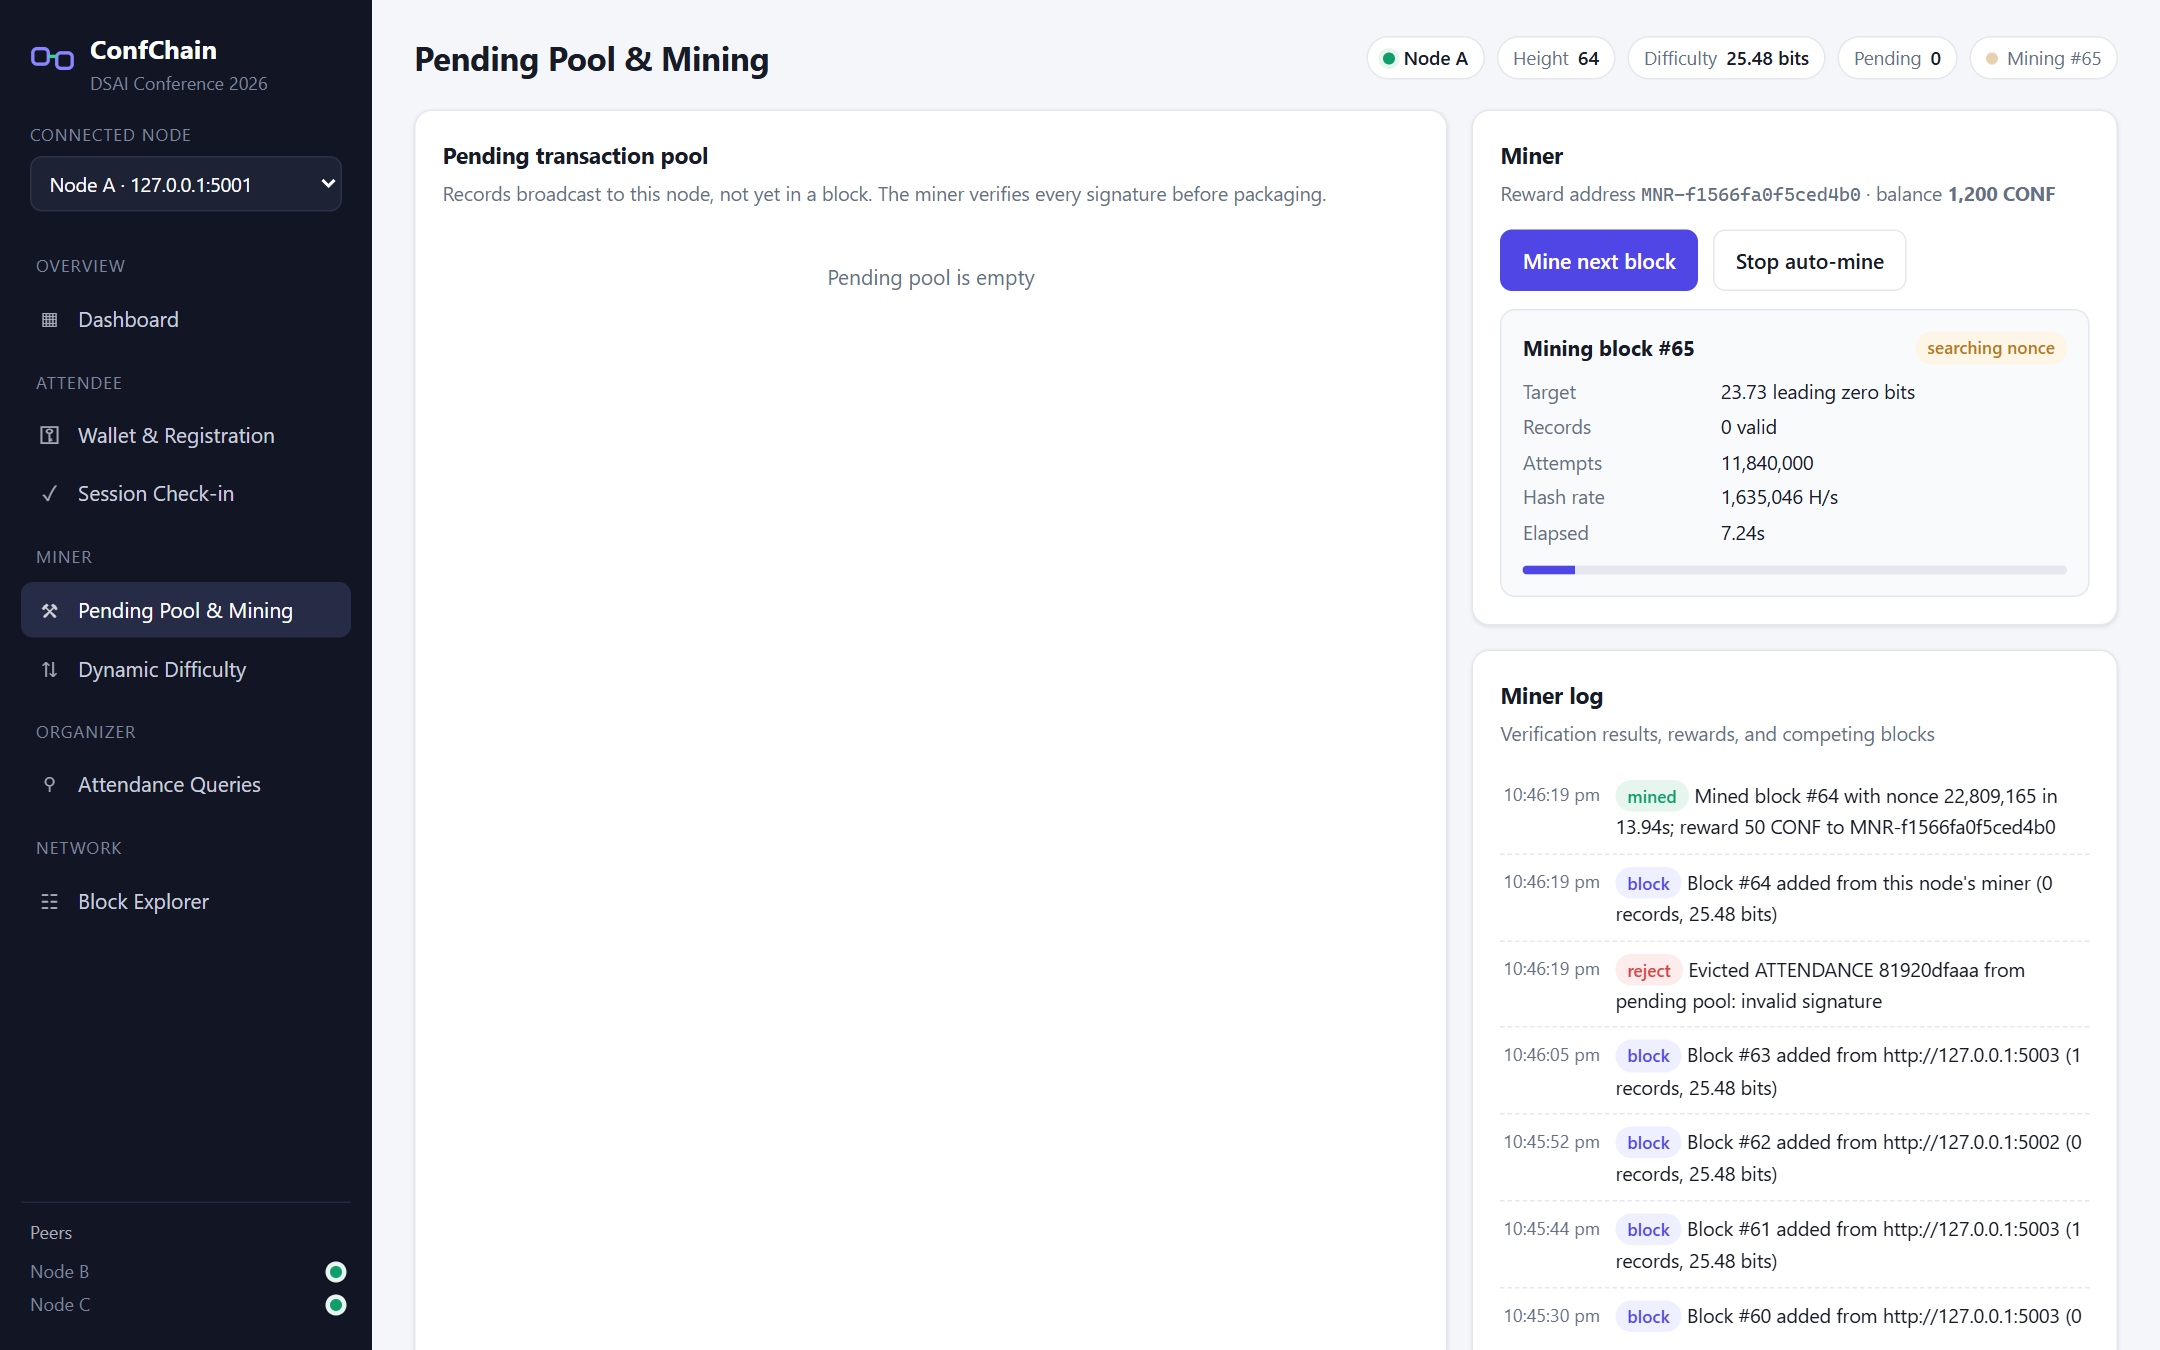 ConfChain
DSAI Conference 2026
CONNECTED NODE
Node A · 127.0.0.1:5001
OVERVIEW
Dashboard
ATTENDEE
Wallet & Registration
Session Check-in
MINER
Pending Pool & Mining
Dynamic Difficulty
ORGANIZER
Attendance Queries
NETWORK
Block Explorer
Peers
Node B
Node C
Pending Pool & Mining
Node A
Height 64
Difficulty 25.48 bits
Pending 0
Mining #65
Pending transaction pool
Records broadcast to this node, not yet in a block. The miner verifies every signature before packaging.
Pending pool is empty
Miner
Reward address MNR-f1566fa0f5ced4b0 · balance 1,200 CONF
Mine next block
Stop auto-mine
Mining block #65
searching nonce
Target 23.73 leading zero bits
Records 0 valid
Attempts 11,840,000
Hash rate 1,635,046 H/s
Elapsed 7.24s
Miner log
Verification results, rewards, and competing blocks
10:46:19 pm mined Mined block #64 with nonce 22,809,165 in
13.94s; reward 50 CONF to MNR-f1566fa0f5ced4b0
10:46:19 pm block Block #64 added from this node's miner (0
records, 25.48 bits)
10:46:19 pm reject Evicted ATTENDANCE 81920dfaaa from
pending pool: invalid signature
10:46:05 pm block Block #63 added from http://127.0.0.1:5003 (1
records, 25.48 bits)
10:45:52 pm block Block #62 added from http://127.0.0.1:5002 (0
records, 25.48 bits)
10:45:44 pm block Block #61 added from http://127.0.0.1:5003 (1
records, 25.48 bits)
10:45:30 pm block Block #60 added from http://127.0.0.1:5003 (0